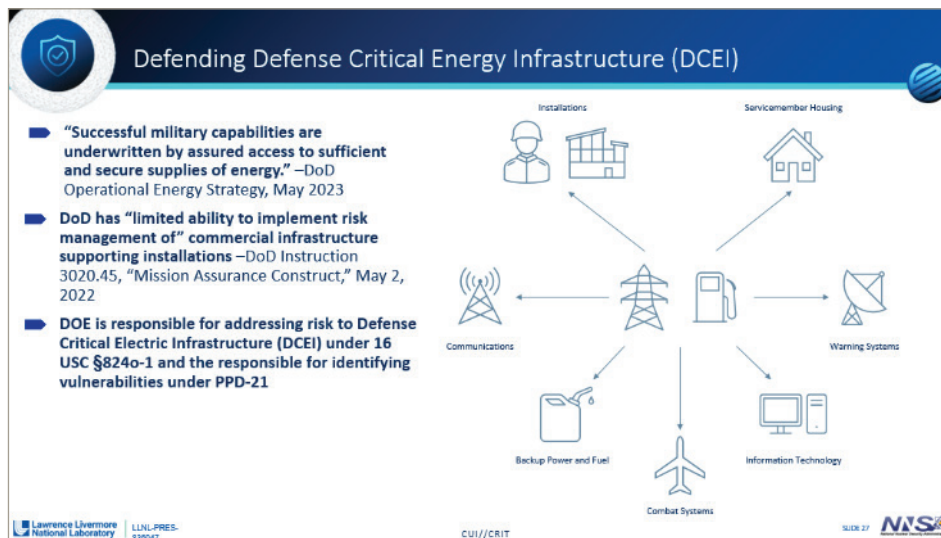 Defending Defense Critical Energy Infrastructure (DCEI)
“Successful military capabilities are
underwritten by assured access to sufficient
and secure supplies of energy.” –DoD
Operational Energy Strategy, May 2023
DoD has “limited ability to implement risk
management of” commercial infrastructure
supporting installations –DoD Instruction
3020.45, “Mission Assurance Construct,” May 2,
2022
DOE is responsible for addressing risk to Defense
Critical Electric Infrastructure (DCEI) under 16
USC §824o-1 and the responsible for identifying
vulnerabilities under PPD-21
Installations
Servicemember Housing
Communications
Warning Systems
Backup Power and Fuel
Information Technology
Combat Systems
Lawrence Livermore
National Laboratory
LLNL-PRES-
CUI//CRIT
SLIDE 27